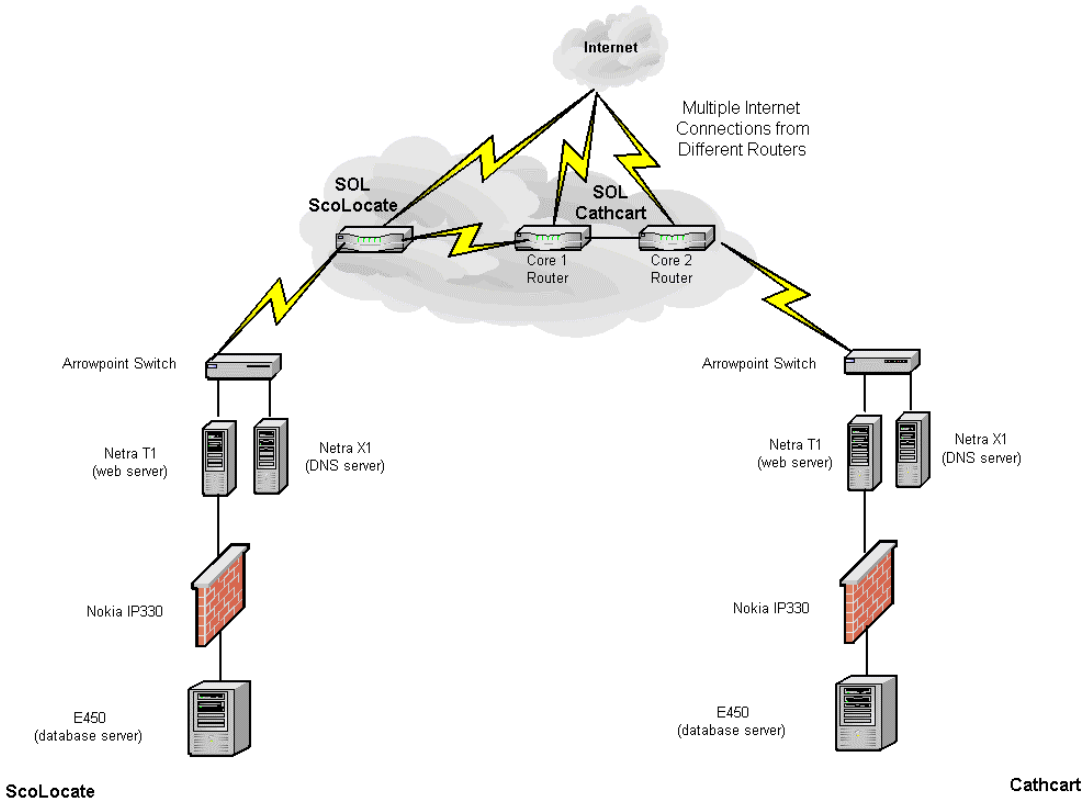 Internet
Multiple Internet
Connections from
Different Routers
SOL
ScoLocate
SOL
Cathcart
Core 1
Router
Core 2
Router
Arrowpoint Switch
Arrowpoint Switch
Netra T1
(web server)
Netra X1
(DNS server)
Netra T1
(web server)
Netra X1
(DNS server)
Nokia IP330
Nokia IP330
E450
(database server)
E450
(database server)
ScoLocate
Cathcart